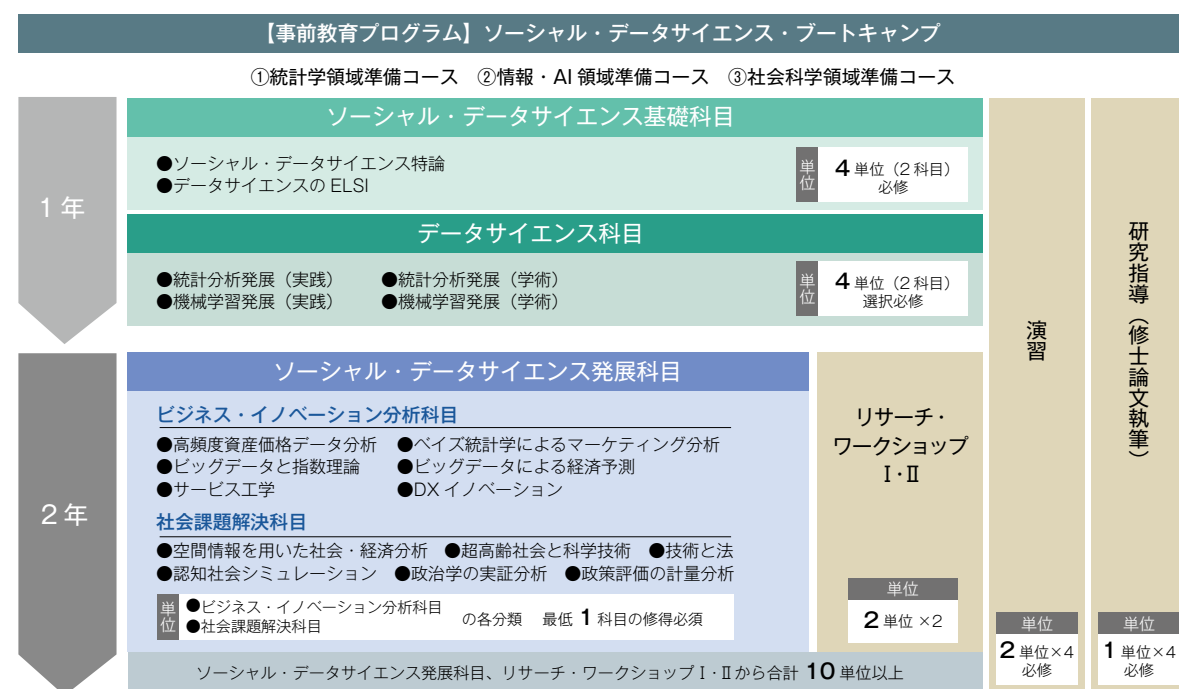 【事前教育プログラム】ソーシャル・データサイエンス・ブートキャンプ
①統計学領域準備コース ②情報・AI 領域準備コース ③社会科学領域準備コース
1年
ソーシャル・データサイエンス基礎科目
●ソーシャル・データサイエンス特論
●データサイエンスの ELSI
単位
4 単位（2 科目）
必修
データサイエンス科目
●統計分析発展（実践） ●統計分析発展（学術）
●機械学習発展（実践） ●機械学習発展（学術）
単位
4 単位（2 科目）
選択必修
2年
ソーシャル・データサイエンス発展科目
ビジネス・イノベーション分析科目
●高頻度資産価格データ分析 ●ベイズ統計学によるマーケティング分析
●ビッグデータと指数理論 ●ビッグデータによる経済予測
●サービス工学 ●DX イノベーション
社会課題解決科目
●空間情報を用いた社会・経済分析 ●超高齢社会と科学技術 ●技術と法
●認知社会シミュレーション ●政治学の実証分析 ●政策評価の計量分析
単位
●ビジネス・イノベーション分析科目
●社会課題解決科目
の各分類 最低 1 科目の修得必須
リサーチ・
ワークショップ
Ⅰ・Ⅱ
単位
2 単位 ×2
ソーシャル・データサイエンス発展科目、リサーチ・ワークショップⅠ・Ⅱから合計 10 単位以上
演習
単位
2 単位×4
必修
研究指導（修士論文執筆）
単位
1 単位×4
必修